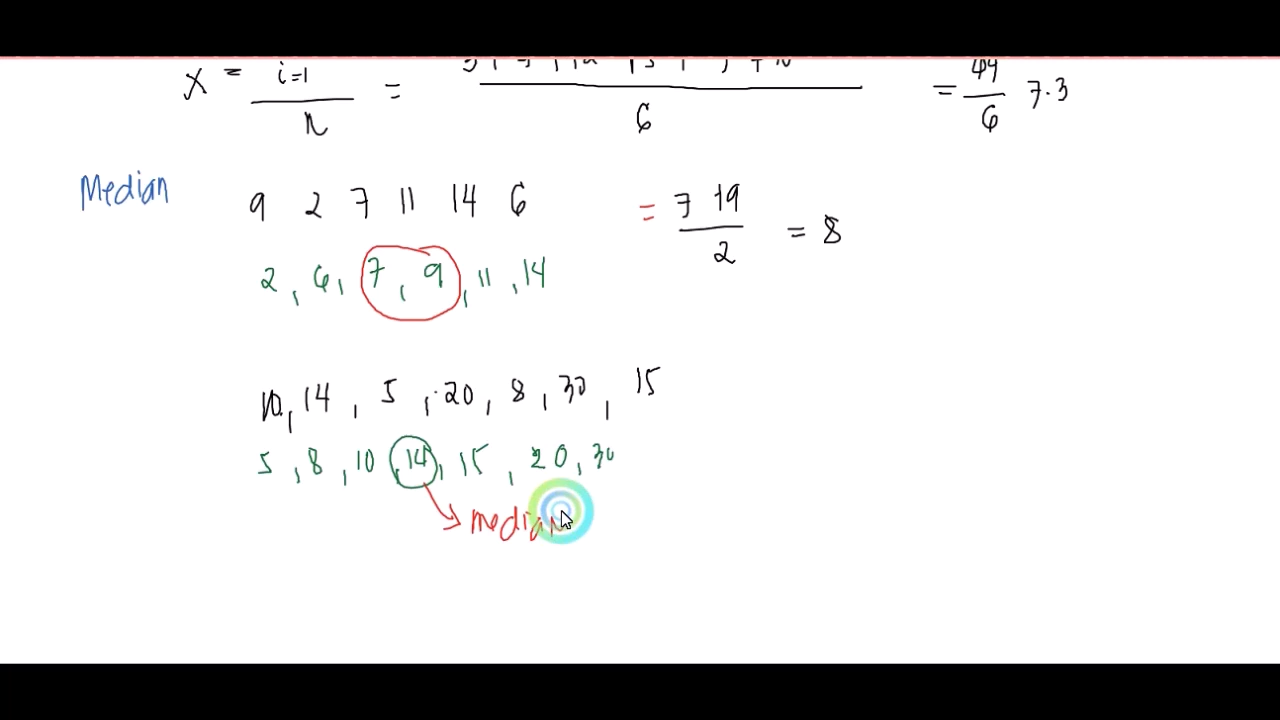 X = i=1 / n = / 6 = 44 / 6 7.3
Median 9 2 7 11 14 6 = 7 19 / 2 = 8
2, 6, 7, 9, 11, 14
10, 14, 5, 20, 8, 30, 15
5, 8, 10, 14, 15, 20, 30
median